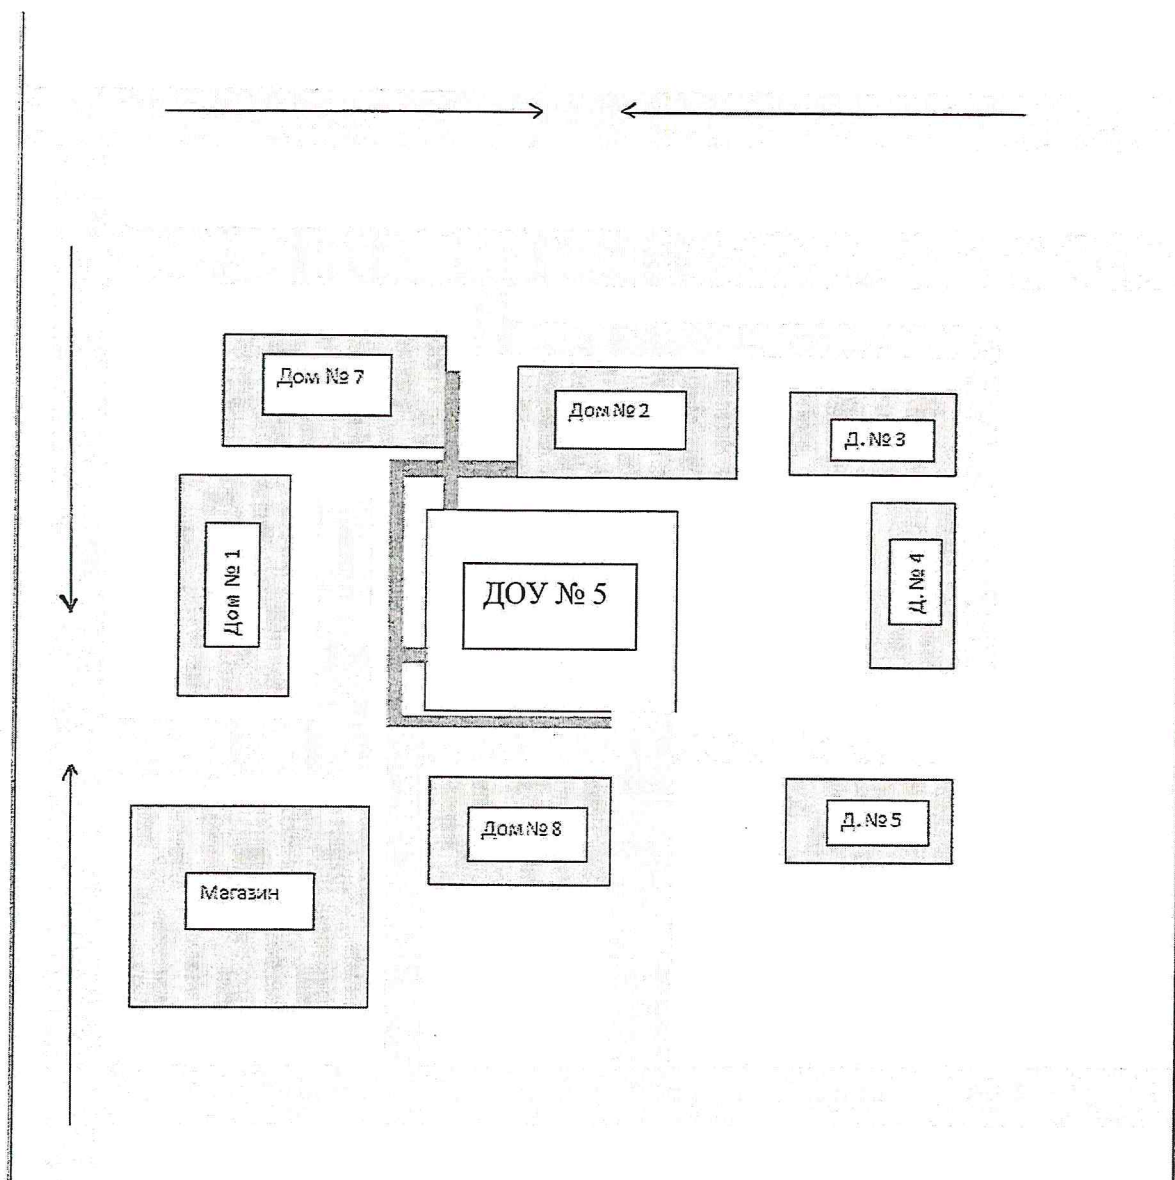 Дом № 7
Дом № 2
Д. № 3
Дом № 1
ДОУ № 5
Д. № 4
Дом № 8
Д. № 5
Магазин